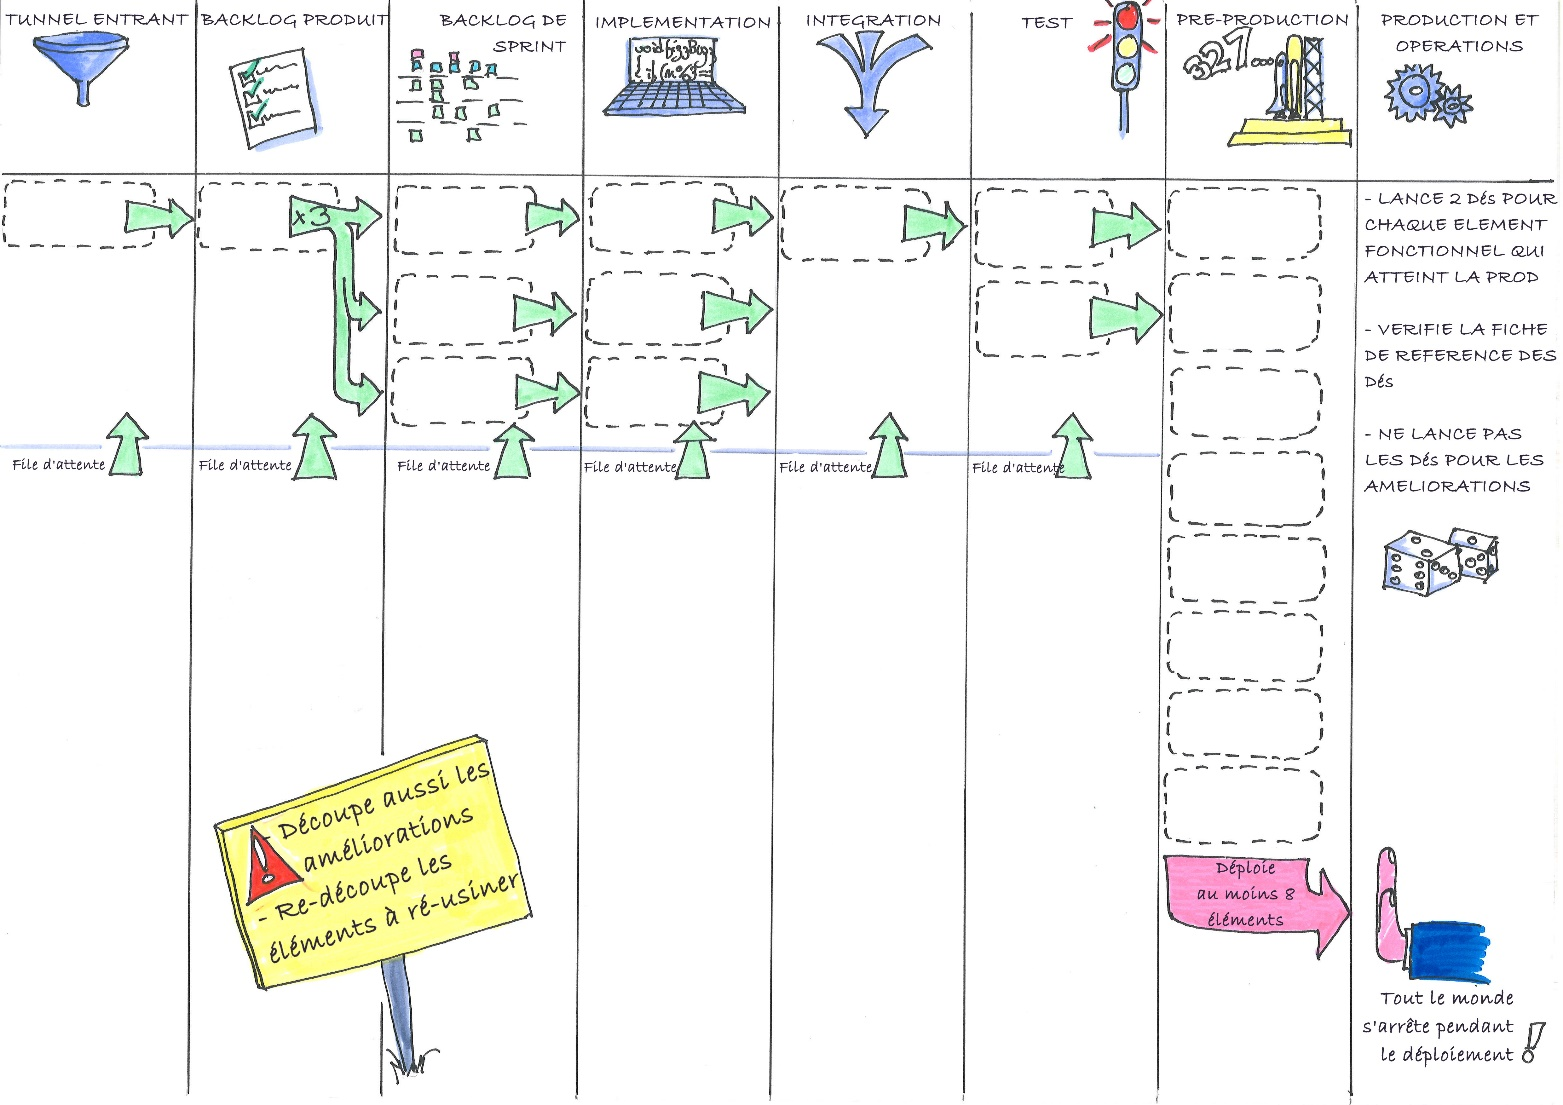 TUNNEL ENTRANT
BACKLOG PRODUIT
BACKLOG DE
SPRINT
IMPLEMENTATION
INTEGRATION
TEST
PRE-PRODUCTION
PRODUCTION ET
OPERATIONS
321...
x3
- LANCE 2 Dés POUR
CHAQUE ELEMENT
FONCTIONNEL QUI
ATTEINT LA PROD
- VERIFIE LA FICHE
DE REFERENCE DES
Dés
- NE LANCE PAS
LES Dés POUR LES
AMELIORATIONS
File d'attente
File d'attente
File d'attente
File d'attente
File d'attente
File d'attente
- Découpe aussi les
améliorations
- Re-découpe les
éléments à ré-usiner
Déploie
au moins 8
éléments
Tout le monde
s'arrête pendant
le déploiement !